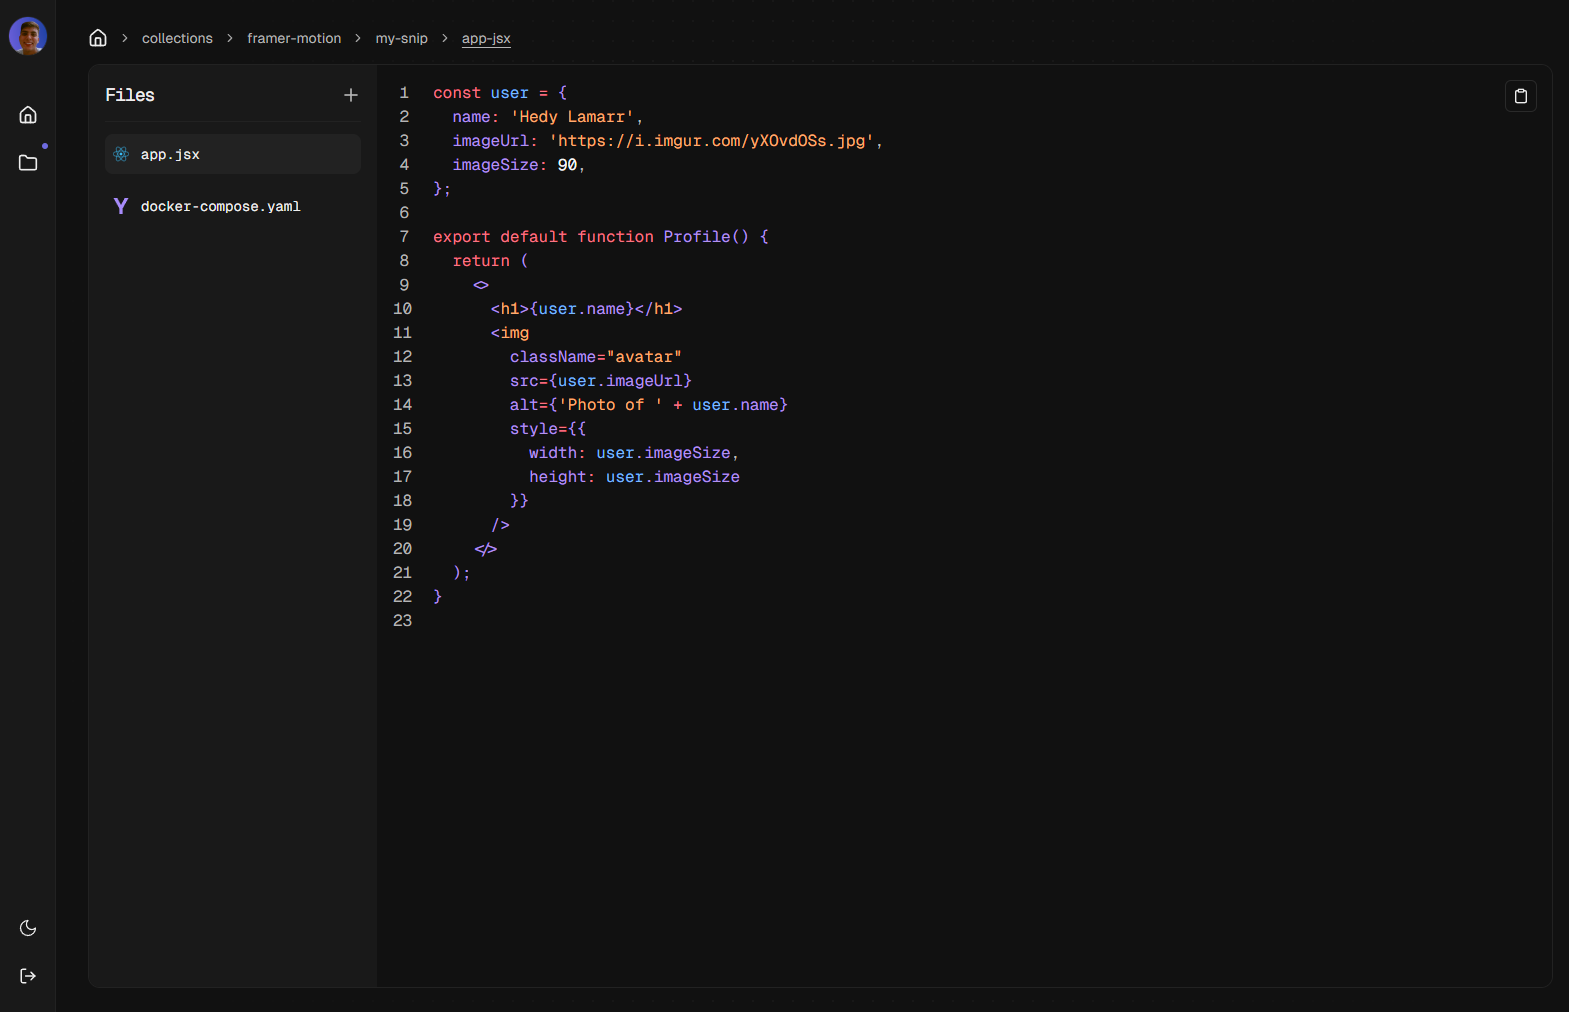 collections > framer-motion > my-snip > app-jsx
Files
app.jsx
Y docker-compose.yaml
1 const user = {
2   name: 'Hedy Lamarr',
3   imageUrl: 'https://i.imgur.com/yXOvdOSs.jpg',
4   imageSize: 90,
5 };
6
7 export default function Profile() {
8   return (
9     <>
10       <h1>{user.name}</h1>
11       <img
12         className="avatar"
13         src={user.imageUrl}
14         alt={'Photo of ' + user.name}
15         style={{
16           width: user.imageSize,
17           height: user.imageSize
18         }}
19       />
20     </>
21   );
22 }
23